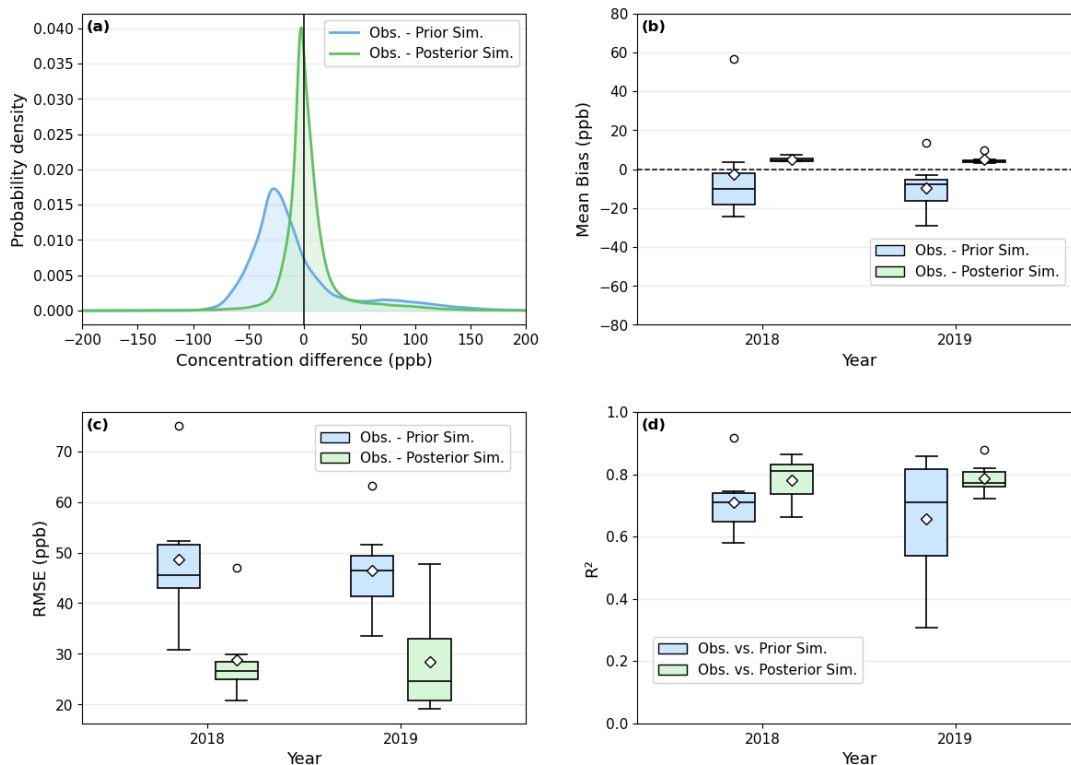 (a)
Obs. - Prior Sim.
Obs. - Posterior Sim.
0.040
0.035
0.030
0.025
0.020
0.015
0.010
0.005
0.000
Probability density
−200 −150 −100 −50 0 50 100 150 200
Concentration difference (ppb)
(b)
80
60
40
20
0
−20
−40
−60
−80
Mean Bias (ppb)
Obs. - Prior Sim.
Obs. - Posterior Sim.
2018 2019
Year
(c)
Obs. - Prior Sim.
Obs. - Posterior Sim.
70
60
50
40
30
20
RMSE (ppb)
2018 2019
Year
(d)
1.0
0.8
0.6
0.4
0.2
0.0
R²
Obs. vs. Prior Sim.
Obs. vs. Posterior Sim.
2018 2019
Year